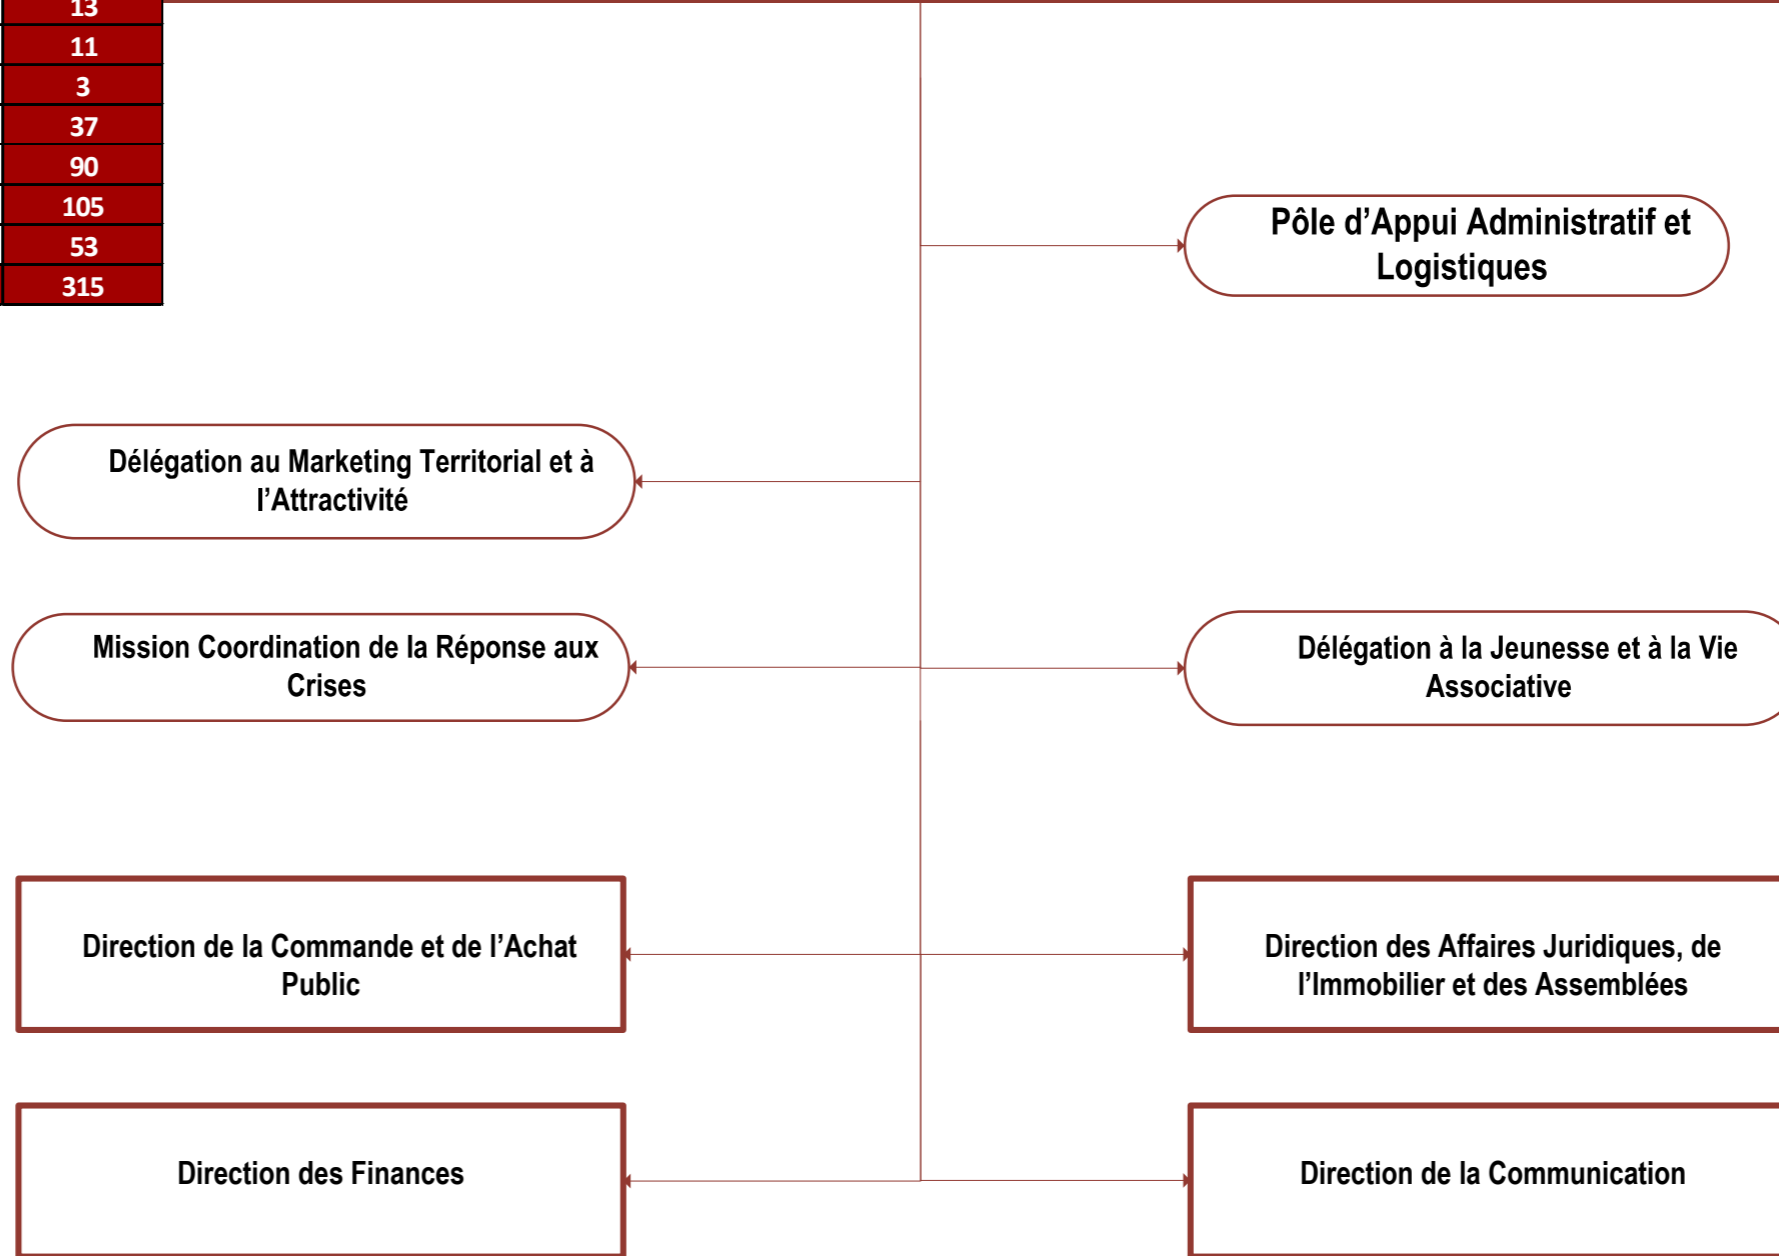 13
11
3
37
90
105
53
315
Pôle d’Appui Administratif et
Logistiques
Délégation au Marketing Territorial et à
l’Attractivité
Mission Coordination de la Réponse aux
Crises
Délégation à la Jeunesse et à la Vie
Associative
Direction de la Commande et de l’Achat
Public
Direction des Affaires Juridiques, de
l’Immobilier et des Assemblées
Direction des Finances
Direction de la Communication